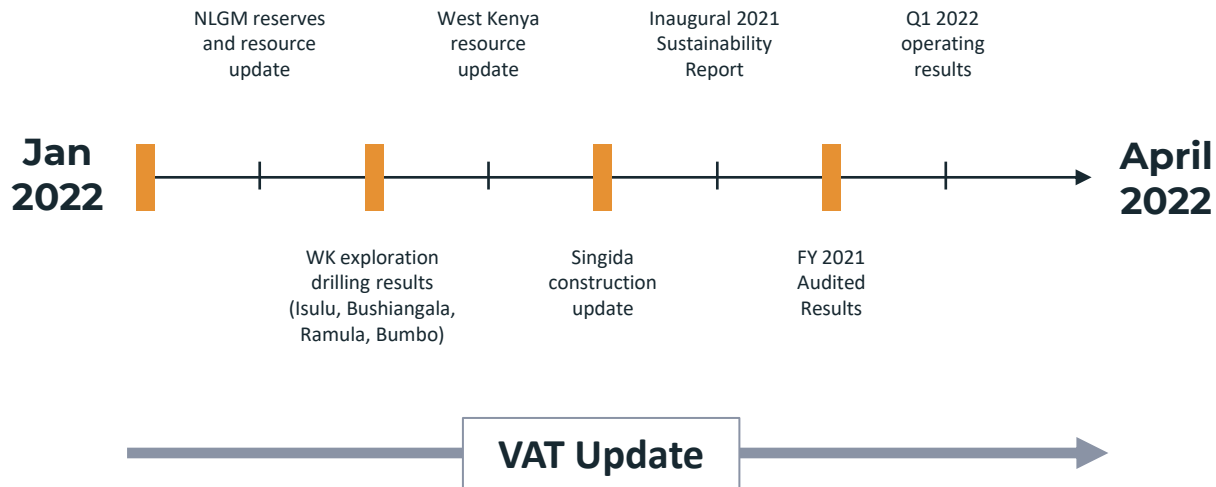 NLGM reserves
and resource
update
West Kenya
resource
update
Inaugural 2021
Sustainability
Report
Q1 2022
operating
results
Jan
2022
April
2022
WK exploration
drilling results
(Isulu, Bushiangala,
Ramula, Bumbo)
Singida
construction
update
FY 2021
Audited
Results
VAT Update